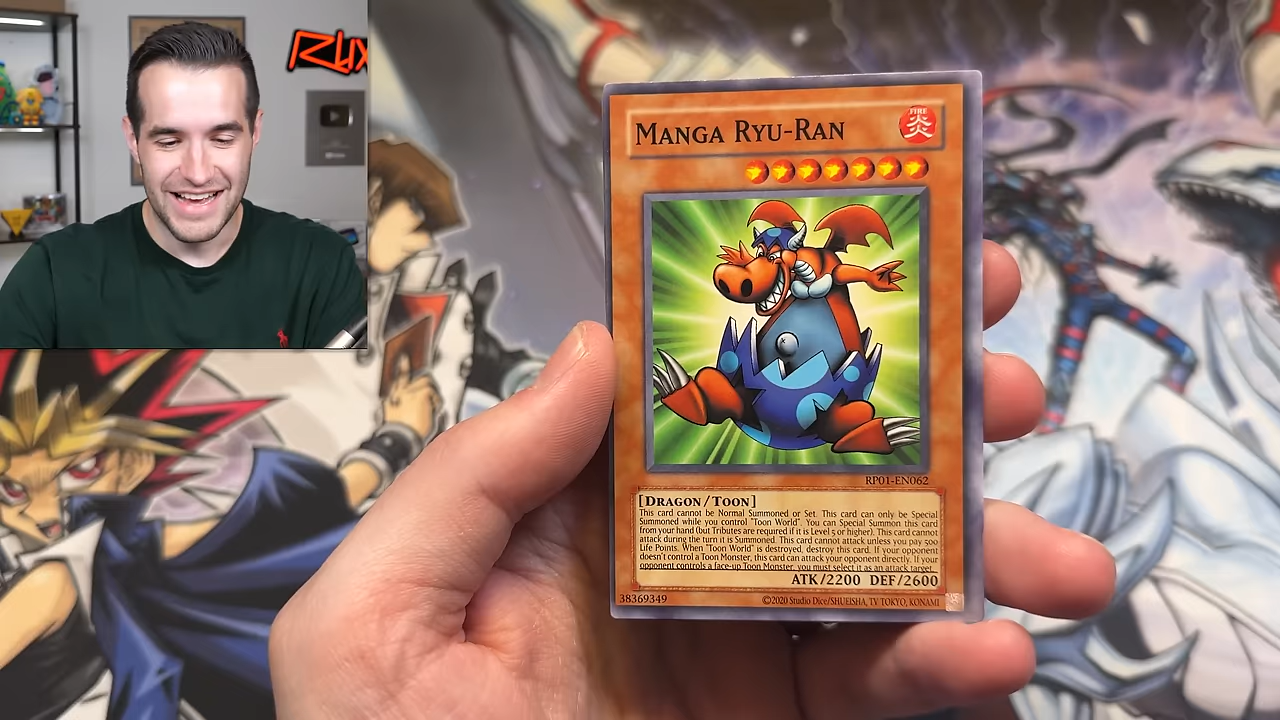 RUX
MANGA RYU-RAN
FIRE
炎
RP01-EN062
[DRAGON/TOON]
This card cannot be Normal Summoned or Set. This card can only be Special
Summoned while you control "Toon World". You can Special Summon this card
from your hand (but Tributes are required if it is Level 5 or higher). This card cannot
attack during the turn it is Summoned. This card cannot attack unless you pay 500
Life Points. When "Toon World" is destroyed, destroy this card. If your opponent
doesn't control a Toon Monster, this card can attack your opponent directly. If your
opponent controls a face-up Toon Monster, you must select it as an attack target.
ATK/2200 DEF/2600
38369349
©2020 Studio Dice/SHUEISHA, TV TOKYO, KONAMI